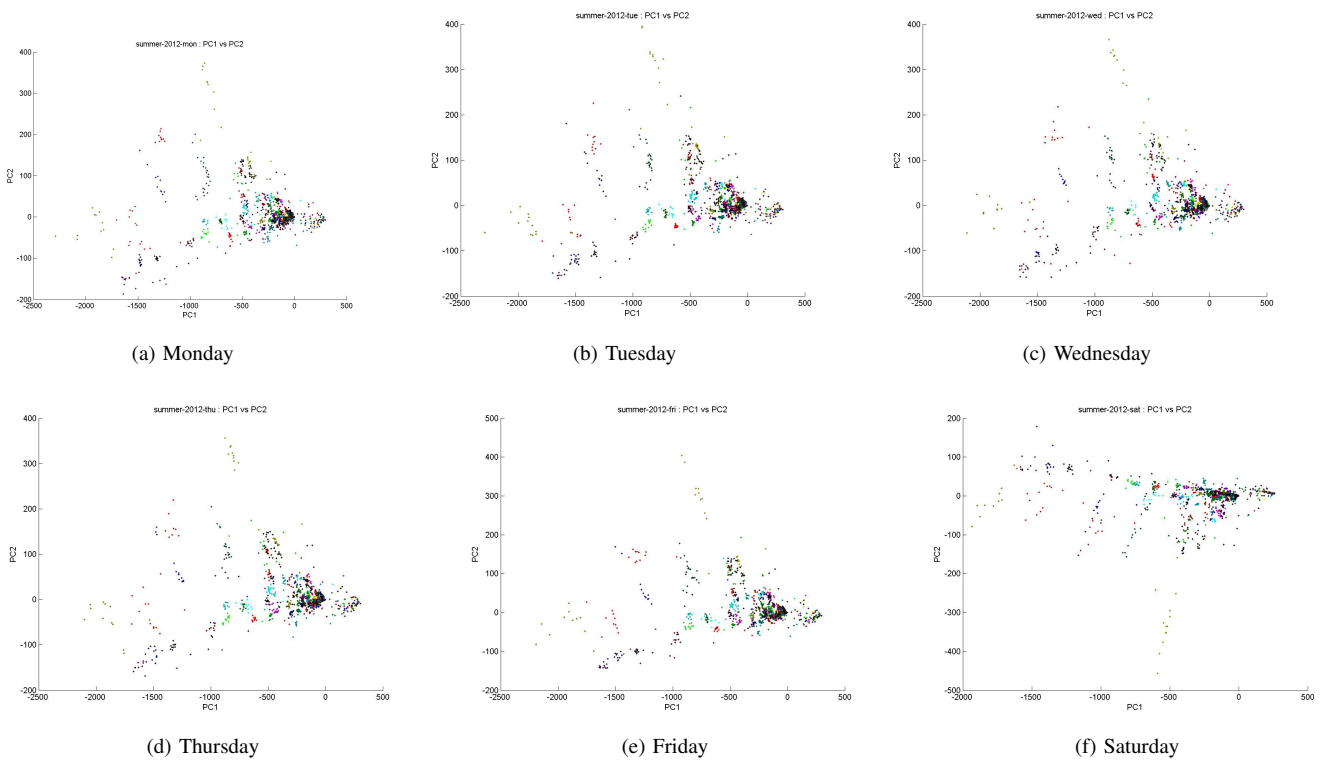 summer-2012-mon : PC1 vs PC2
400
300
200
100
0
-100
-200
-2500 -2000 -1500 -1000 -500 0 500
PC1
PC2
(a) Monday
summer-2012-tue : PC1 vs PC2
400
300
200
100
0
-100
-200
-2500 -2000 -1500 -1000 -500 0 500
PC1
PC2
(b) Tuesday
summer-2012-wed : PC1 vs PC2
400
300
200
100
0
-100
-200
-2500 -2000 -1500 -1000 -500 0 500
PC1
PC2
(c) Wednesday
summer-2012-thu : PC1 vs PC2
400
300
200
100
0
-100
-200
-2500 -2000 -1500 -1000 -500 0 500
PC1
PC2
(d) Thursday
summer-2012-fri : PC1 vs PC2
500
400
300
200
100
0
-100
-200
-2500 -2000 -1500 -1000 -500 0 500
PC1
PC2
(e) Friday
summer-2012-sat : PC1 vs PC2
200
100
0
-100
-200
-300
-400
-500
-2000 -1500 -1000 -500 0 500
PC1
PC2
(f) Saturday